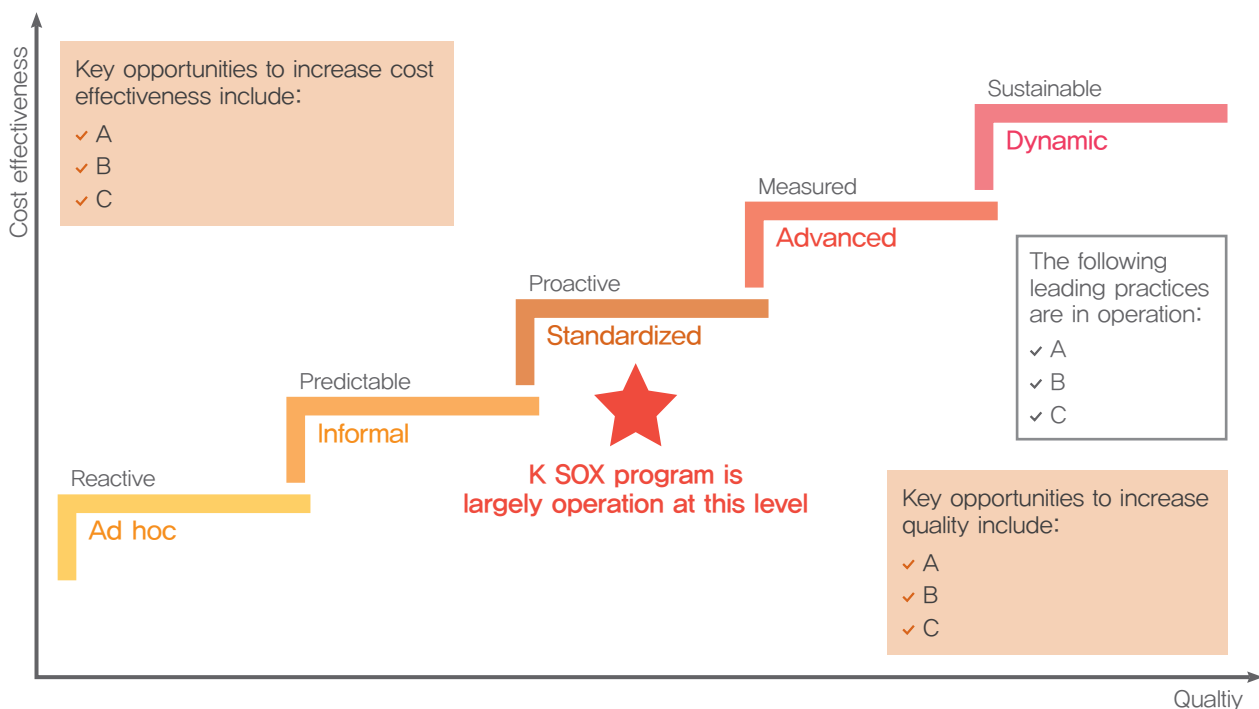 Cost effectiveness
Key opportunities to increase cost
effectiveness include:
✓ A
✓ B
✓ C
Sustainable
Dynamic
Measured
Advanced
The following
leading practices
are in operation:
✓ A
✓ B
✓ C
Proactive
Standardized
Predictable
Informal
K SOX program is
largely operation at this level
Reactive
Ad hoc
Key opportunities to increase
quality include:
✓ A
✓ B
✓ C
Qualtiy